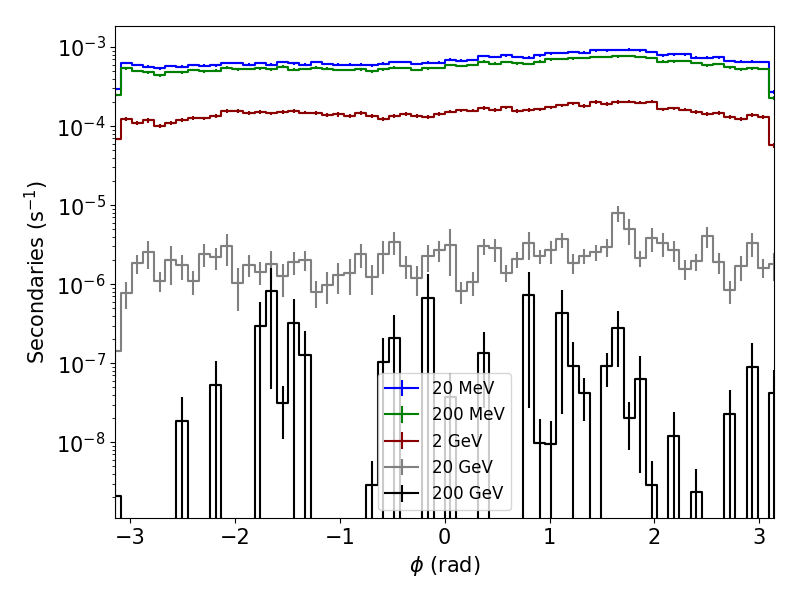 10⁻³
10⁻⁴
10⁻⁵
10⁻⁶
10⁻⁷
10⁻⁸
Secondaries (s⁻¹)
20 MeV
200 MeV
2 GeV
20 GeV
200 GeV
−3 −2 −1 0 1 2 3
ϕ (rad)